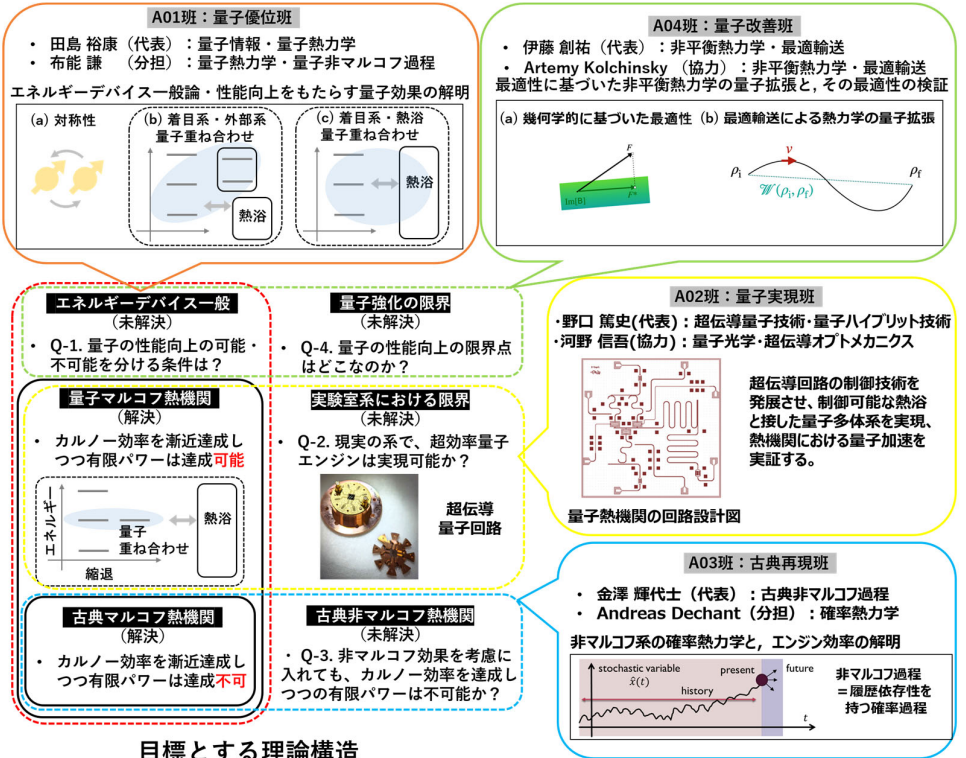 A01班：量子優位班
• 田島 裕康（代表）：量子情報・量子熱力学
• 布能 謙 （分担）：量子熱力学・量子非マルコフ過程
エネルギーデバイス一般論・性能向上をもたらす量子効果の解明
(a) 対称性
(b) 着目系・外部系
量子重ね合わせ
熱浴
(c) 着目系・熱浴
量子重ね合わせ
熱浴
A04班：量子改善班
• 伊藤 創祐（代表）：非平衡熱力学・最適輸送
• Artemy Kolchinsky （協力）：非平衡熱力学・最適輸送
最適性に基づいた非平衡熱力学の量子拡張と, その最適性の検証
(a) 幾何学的に基づいた最適性
F
F*
Im[B]
(b) 最適輸送による熱力学の量子拡張
ν
ρi
ρf
𝒲(ρi, ρf)
エネルギーデバイス一般
(未解決)
• Q-1. 量子の性能向上の可能・
不可能を分ける条件は？
量子強化の限界
(未解決)
• Q-4. 量子の性能向上の限界点
はどこなのか？
量子マルコフ熱機関
(解決)
• カルノー効率を漸近達成し
つつ有限パワーは達成可能
エネルギー
量子
重ね合わせ
縮退
熱浴
実験室系における限界
(未解決)
• Q-2. 現実の系で、超効率量子
エンジンは実現可能か？
超伝導
量子回路
A02班：量子実現班
・野口 篤史(代表)：超伝導量子技術・量子ハイブリット技術
・河野 信吾(協力)：量子光学・超伝導オプトメカニクス
超伝導回路の制御技術を
発展させ、制御可能な熱浴
と接した量子多体系を実現、
熱機関における量子加速を
実証する。
量子熱機関の回路設計図
古典マルコフ熱機関
(解決)
• カルノー効率を漸近達成し
つつ有限パワーは達成不可
古典非マルコフ熱機関
(未解決)
• Q-3. 非マルコフ効果を考慮に
入れても、カルノー効率を達成し
つつの有限パワーは不可能か？
A03班：古典再現班
• 金澤 輝代士（代表）：古典非マルコフ過程
• Andreas Dechant（分担）：確率熱力学
非マルコフ系の確率熱力学と, エンジン効率の解明
stochastic variable
x̂(t)
present
future
history
t
非マルコフ過程
＝履歴依存性を
持つ確率過程
目標とする理論構造